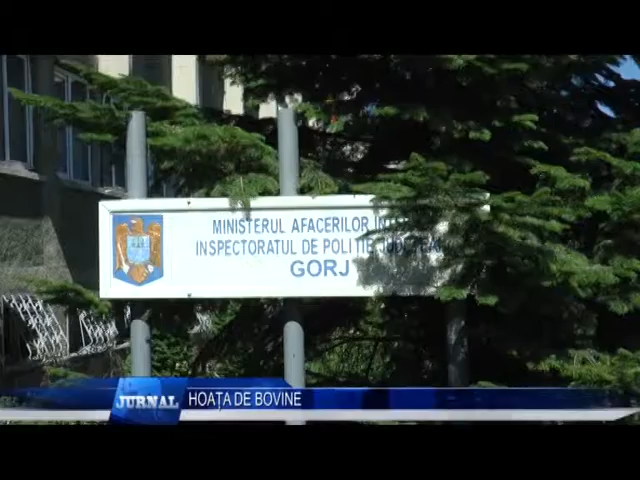 MINISTERUL AFACERILOR
INSPECTORATUL DE POLIȚIE
GORJ
JURNAL
HOAȚA DE BOVINE